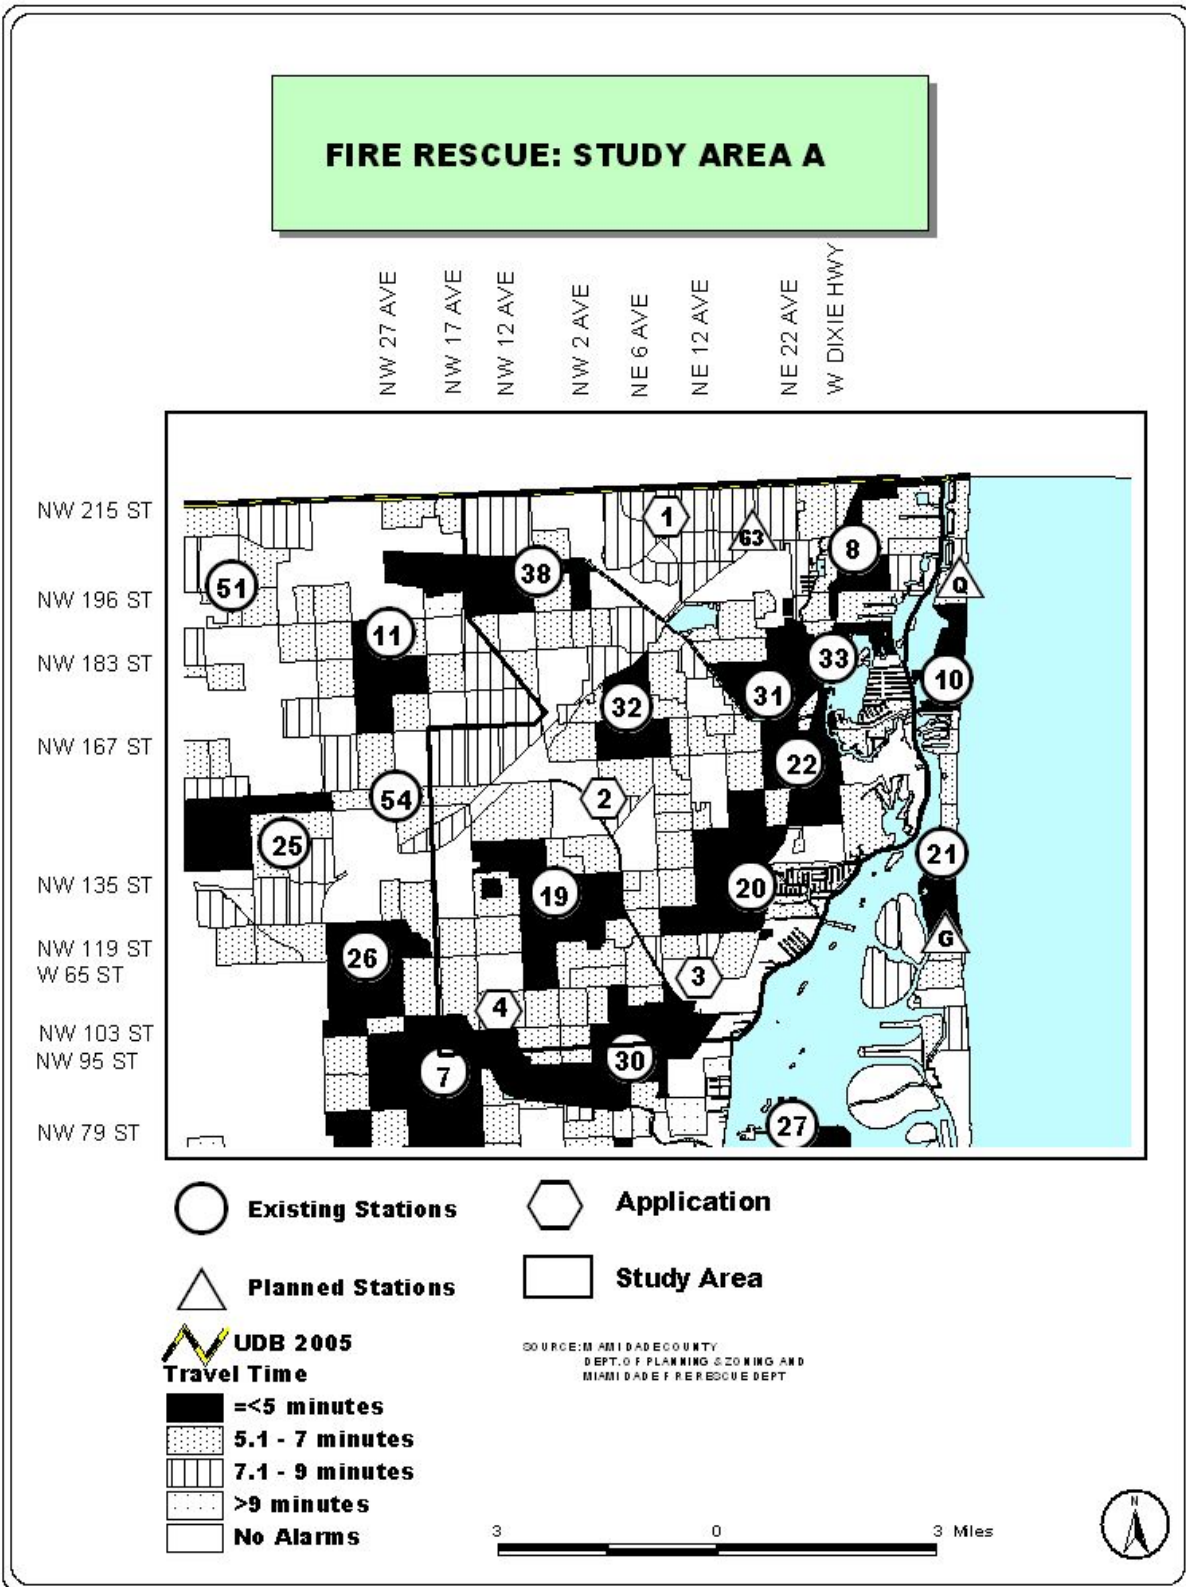 FIRE RESCUE: STUDY AREA A
NW 27 AVE
NW 17 AVE
NW 12 AVE
NW 2 AVE
NE 6 AVE
NE 12 AVE
NE 22 AVE
W DIXIE HWY
NW 215 ST
NW 196 ST
NW 183 ST
NW 167 ST
NW 135 ST
NW 119 ST
W 65 ST
NW 103 ST
NW 95 ST
NW 79 ST
1
63
8
38
51
Q
11
33
10
31
32
22
54
2
25
21
20
19
G
26
3
4
30
7
27
Existing Stations
Application
Planned Stations
Study Area
UDB 2005
Travel Time
=<5 minutes
5.1 - 7 minutes
7.1 - 9 minutes
>9 minutes
No Alarms
SOURCE:MIAMI DADE COUNTY
DEPT. OF PLANNING & ZONING AND
MIAMI DADE FIRE RESCUE DEPT
3 0 3 Miles
N